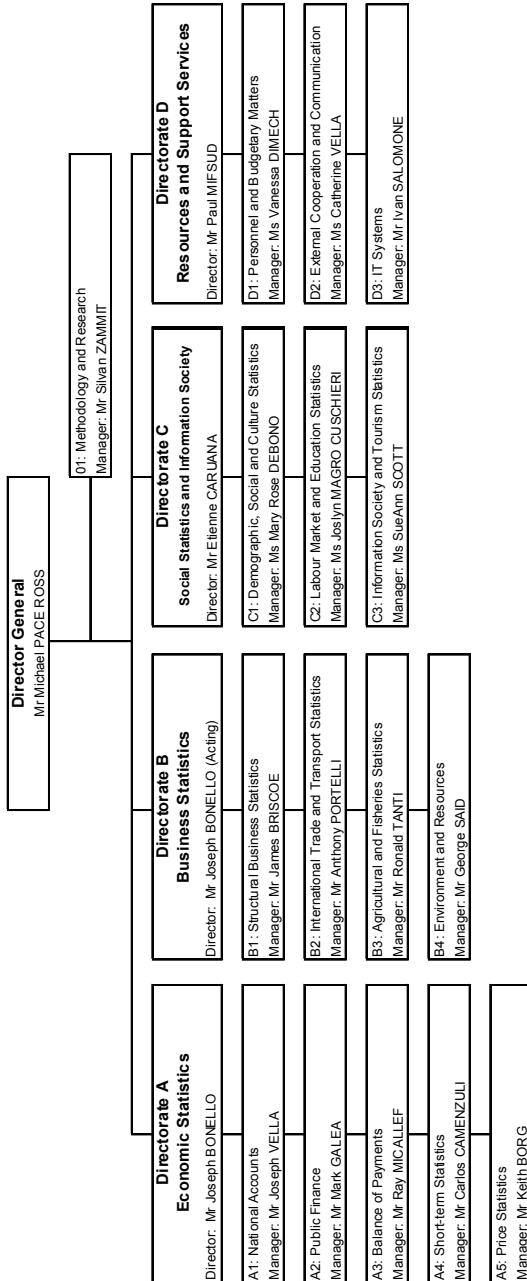 Director General
Mr Michael PACE ROSS
01: Methodology and Research
Manager: Mr Silvan ZAMMIT
Directorate A
Economic Statistics
Director: Mr Joseph BONELLO
A1: National Accounts
Manager: Mr Joseph VELLA
A2: Public Finance
Manager: Mr Mark GALEA
A3: Balance of Payments
Manager: Mr Ray MICALLEF
A4: Short-term Statistics
Manager: Mr Carlos CAMENZULI
A5: Price Statistics
Manager: Mr Keith BORG
Directorate B
Business Statistics
Director: Mr Joseph BONELLO (Acting)
B1: Structural Business Statistics
Manager: Mr James BRISCOE
B2: International Trade and Transport Statistics
Manager: Mr Anthony PORTELLI
B3: Agricultural and Fisheries Statistics
Manager: Mr Ronald TANTI
B4: Environment and Resources
Manager: Mr George SAID
Directorate C
Social Statistics and Information Society
Director: Mr Etienne CARUANA
C1: Demographic, Social and Culture Statistics
Manager: Ms Mary Rose DEBONO
C2: Labour Market and Education Statistics
Manager: Ms Joslyn MAGRO CUSCHIERI
C3: Information Society and Tourism Statistics
Manager: Ms SueAnn SCOTT
Directorate D
Resources and Support Services
Director: Mr Paul MIFSUD
D1: Personnel and Budgetary Matters
Manager: Ms Vanessa DIMECH
D2: External Cooperation and Communication
Manager: Ms Catherine VELLA
D3: IT Systems
Manager: Mr Ivan SALOMONE